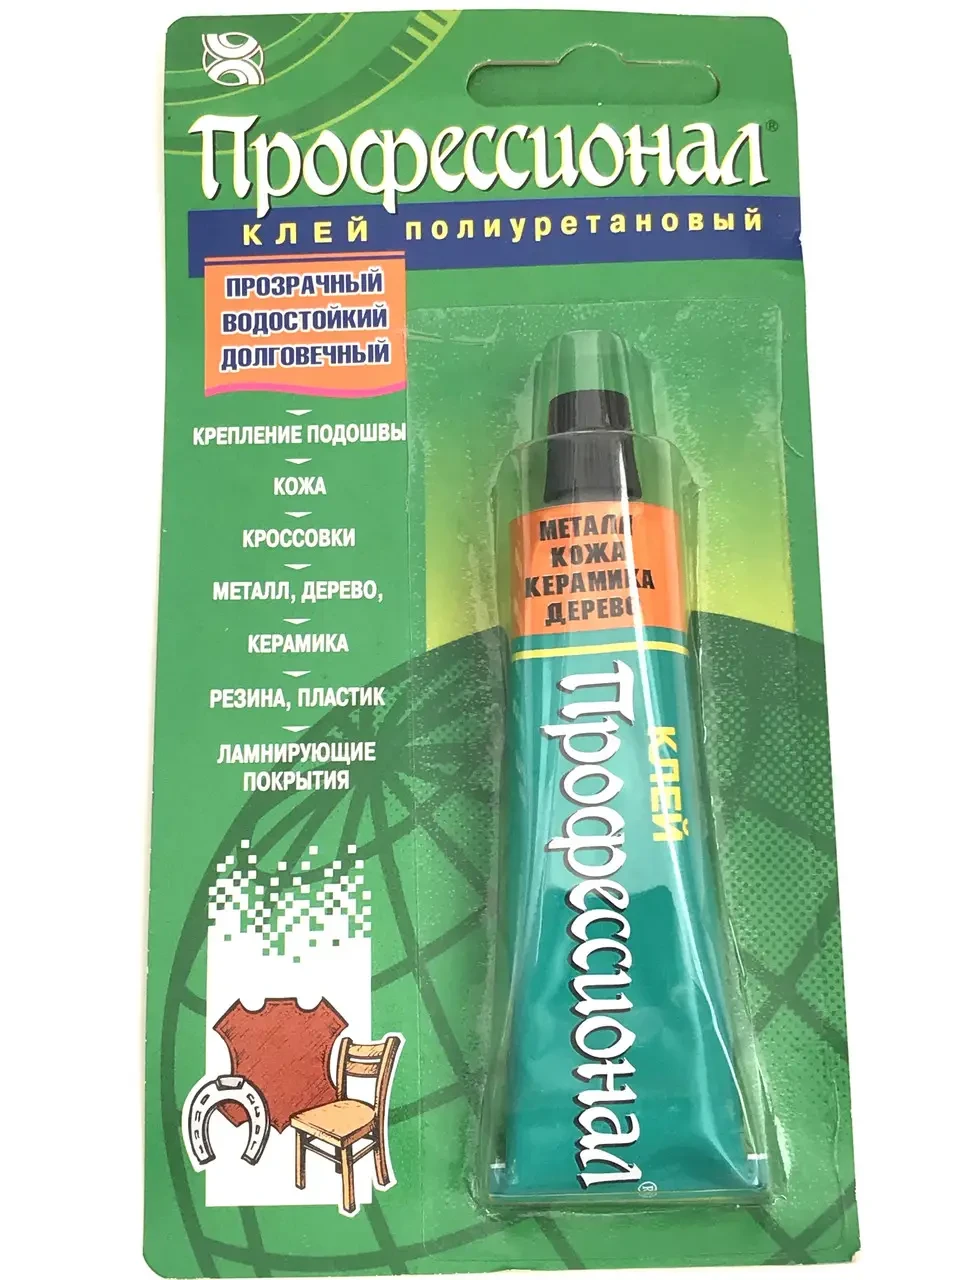 Профессионал®
КЛЕЙ полиуретановый
ПРОЗРАЧНЫЙ
ВОДОСТОЙКИЙ
ДОЛГОВЕЧНЫЙ
КРЕПЛЕНИЕ ПОДОШВЫ
КОЖА
КРОССОВКИ
МЕТАЛЛ, ДЕРЕВО,
КЕРАМИКА
РЕЗИНА, ПЛАСТИК
ЛАМНИРУЮЩИЕ
ПОКРЫТИЯ
МЕТАЛЛ
КОЖА
КЕРАМИКА
ДЕРЕВО
КЛЕЙ
Профессионал®